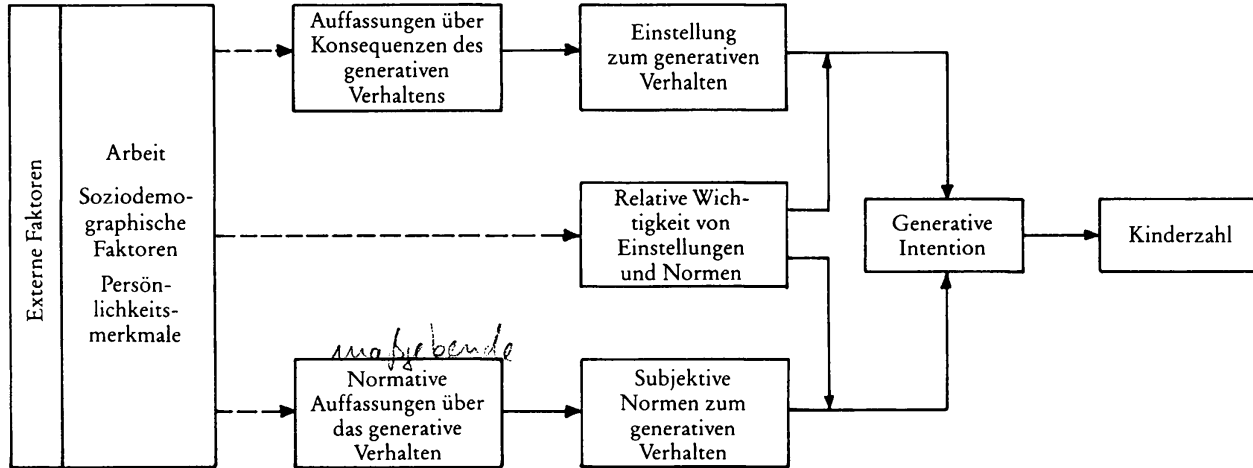 Externe Faktoren
Arbeit
Soziodemo-
graphische
Faktoren
Persön-
lichkeits-
merkmale
Auffassungen über
Konsequenzen des
generativen
Verhaltens
Einstellung
zum generativen
Verhalten
Relative Wich-
tigkeit von
Einstellungen
und Normen
Generative
Intention
Kinderzahl
maßgebende
Normative
Auffassungen über
das generative
Verhalten
Subjektive
Normen zum
generativen
Verhalten